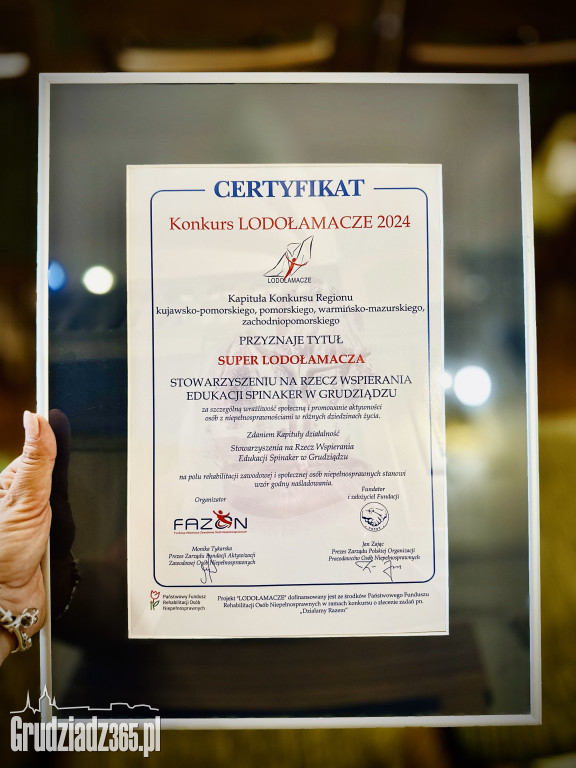 CERTYFIKAT
Konkurs LODOŁAMACZE 2024
LODOŁAMACZE
Kapituła Konkursu Regionu
kujawsko-pomorskiego, pomorskiego, warmińsko-mazurskiego,
zachodniopomorskiego
PRZYZNAJE TYTUŁ
SUPER LODOŁAMACZA
STOWARZYSZENIU NA RZECZ WSPIERANIA
EDUKACJI SPINAKER W GRUDZIĄDZU
za szczególną wrażliwość społeczną i promowanie aktywności
osób z niepełnosprawnościami w różnych dziedzinach życia.
Zdaniem Kapituły działalność
Stowarzyszenia na Rzecz Wspierania
Edukacji Spinaker w Grudziądzu
na polu rehabilitacji zawodowej i społecznej osób niepełnosprawnych stanowi
wzór godny naśladowania.
Organizator
FAZON
Fundator
i założyciel Fundacji
Monika Tykarska
Prezes Zarządu Fundacji Aktywizacji
Zawodowej Osób Niepełnosprawnych
Jan Zając
Prezes Zarządu Polskiej Organizacji
Pracodawców Osób Niepełnosprawnych
Państwowy Fundusz
Rehabilitacji Osób
Niepełnosprawnych
Projekt "LODOŁAMACZE" dofinansowany jest ze środków Państwowego Funduszu
Rehabilitacji Osób Niepełnosprawnych w ramach konkursu o zlecenie zadań pn.
„Działamy Razem"
Grudziadz365.pl